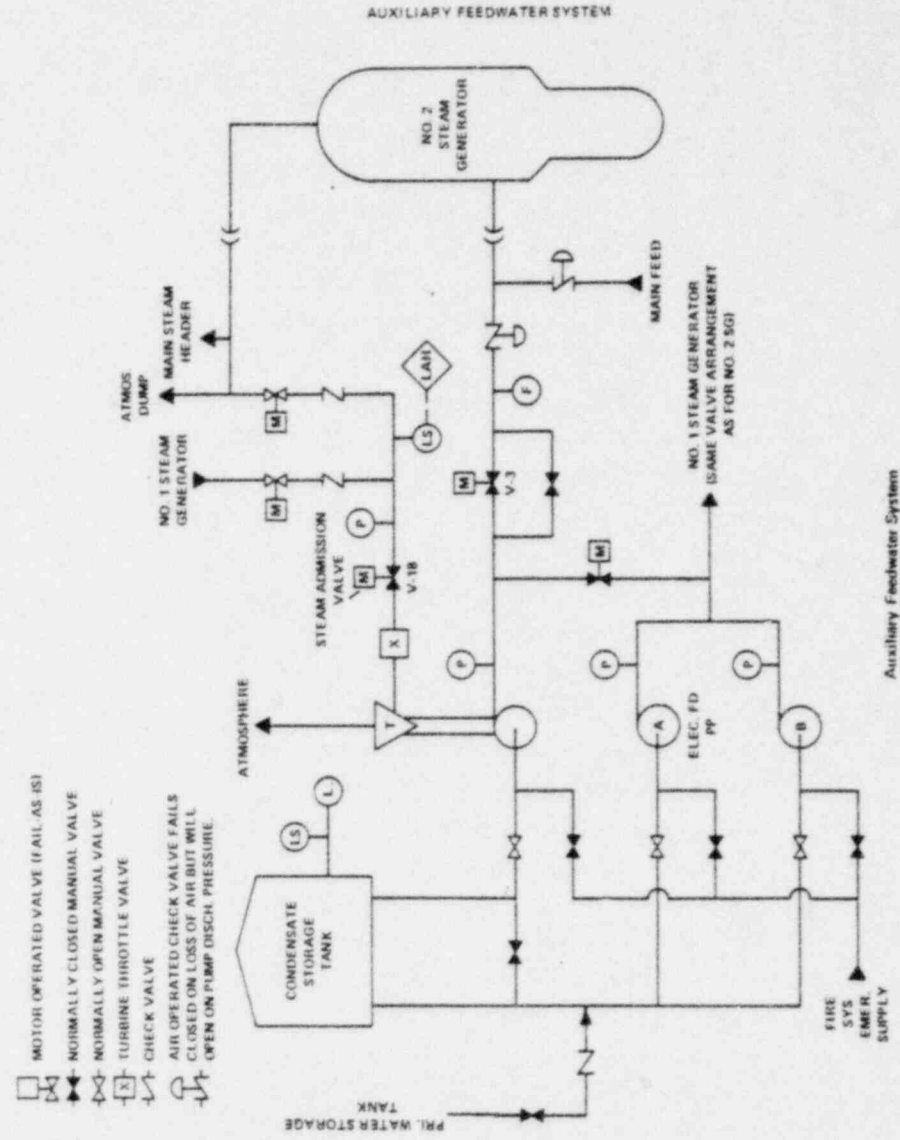 AUXILIARY FEEDWATER SYSTEM
MOTOR OPERATED VALVE (FAIL AS IS)
NORMALLY CLOSED MANUAL VALVE
NORMALLY OPEN MANUAL VALVE
X
TURBINE THROTTLE VALVE
CHECK VALVE
AIR OPERATED CHECK VALVE FAILS
CLOSED ON LOSS OF AIR BUT WILL
OPEN ON PUMP DISCH. PRESSURE.
ATMOSPHERE
T
X
STEAM ADMISSION
VALVE
M
V-18
P
NO. 1 STEAM
GENERATOR
M
ATMOS.
DUMP
M
MAIN STEAM
HEADER
LS
LAH
NO. 2
STEAM
GENERATOR
LS
L
CONDENSATE
STORAGE
TANK
P
M
V-3
F
MAIN FEED
M
NO. 1 STEAM GENERATOR
(SAME VALVE ARRANGEMENT
AS FOR NO. 2 SG)
P
A
ELEC. FD
PP
P
B
PRI. WATER STORAGE
TANK
FIRE
SYS
EMER.
SUPPLY
Auxiliary Feedwater System